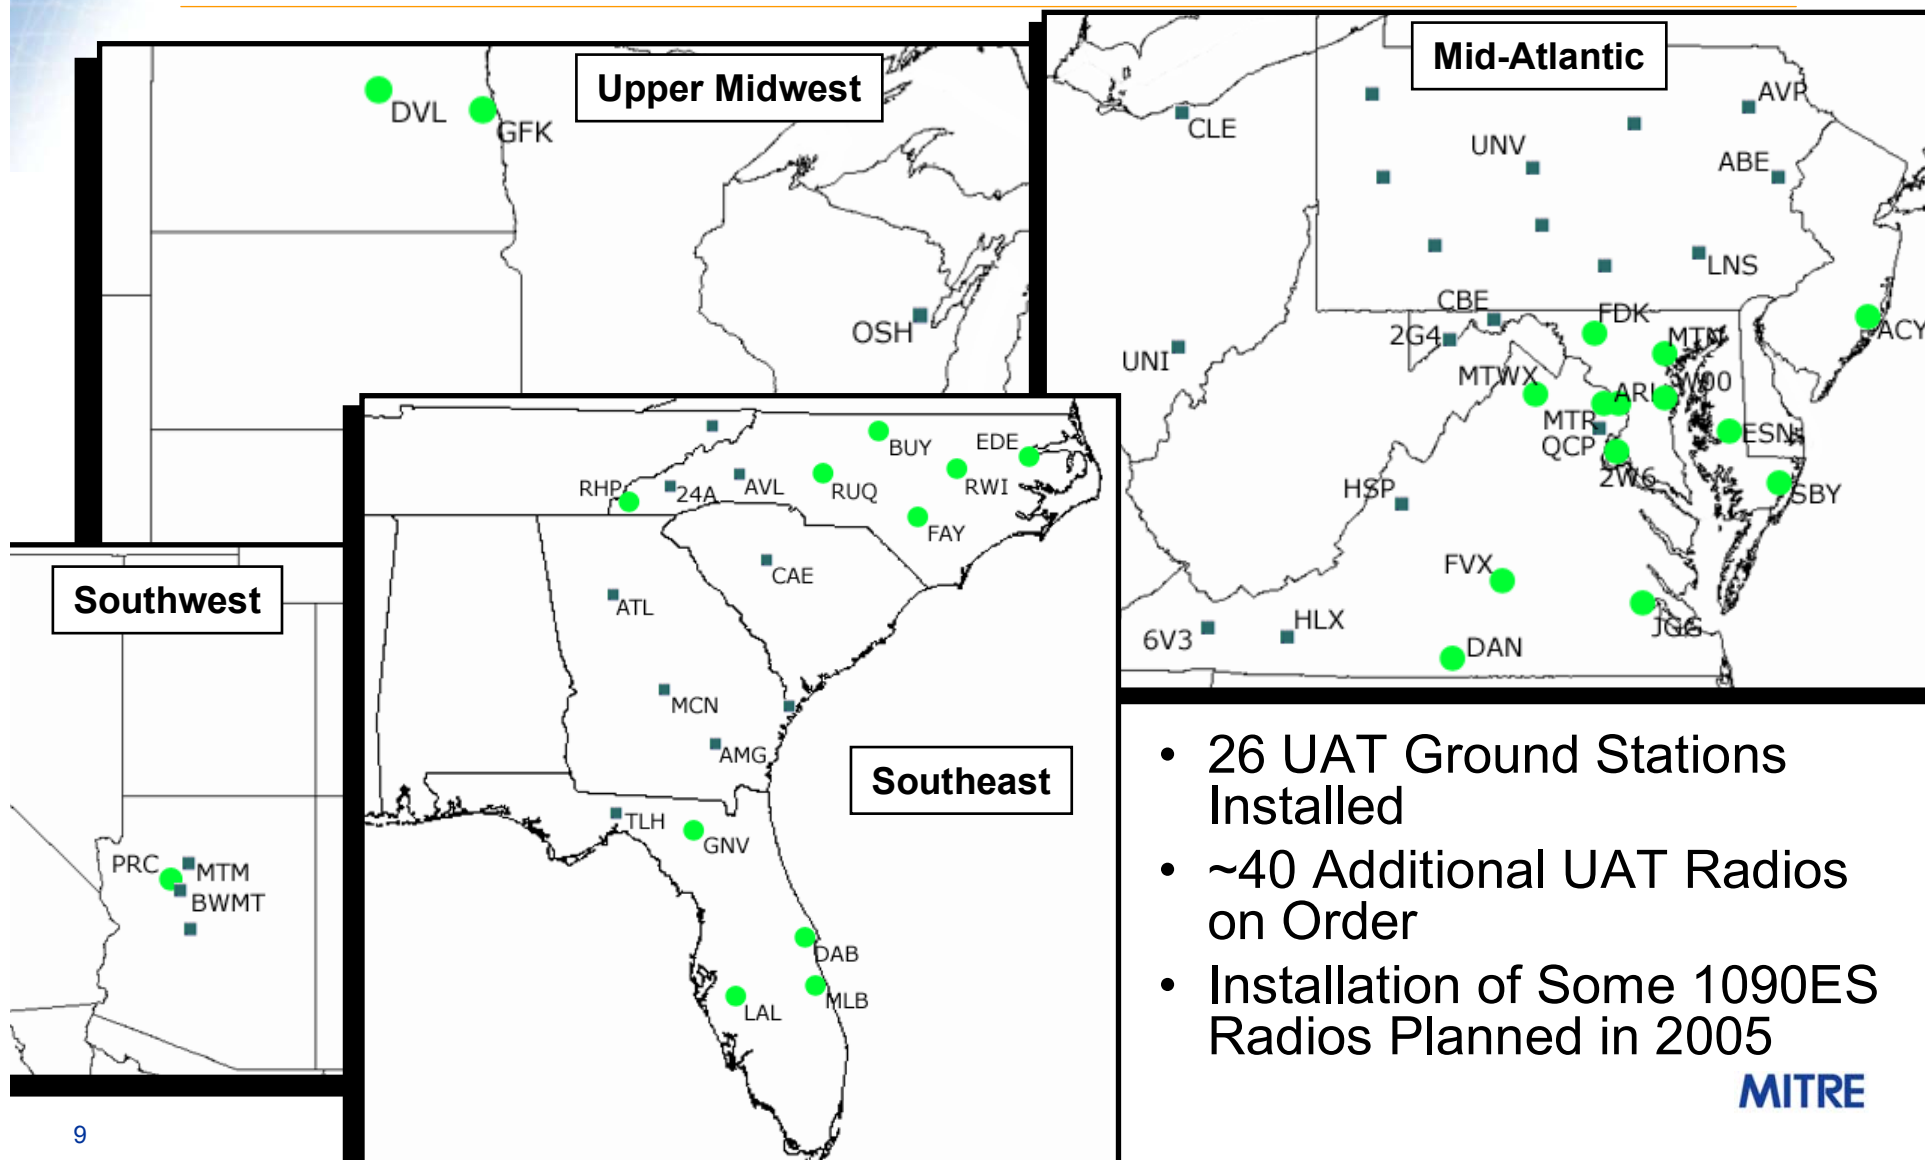 Upper Midwest
DVL
GFK
OSH
Mid-Atlantic
AVP
CLE
UNV
ABE
LNS
CBE
FDK
2G4
MTN
ACY
UNI
MTWX
W00
MTR
QCP
ESN
2W6
HSP
SBY
FVX
JGG
6V3
HLX
DAN
Southwest
PRC
MTM
BWMT
Southeast
BUY
EDE
RHP
24A
AVL
RUQ
RWI
FAY
CAE
ATL
MCN
AMG
TLH
GNV
DAB
MLB
LAL
• 26 UAT Ground Stations
Installed
• ~40 Additional UAT Radios
on Order
• Installation of Some 1090ES
Radios Planned in 2005
MITRE
9